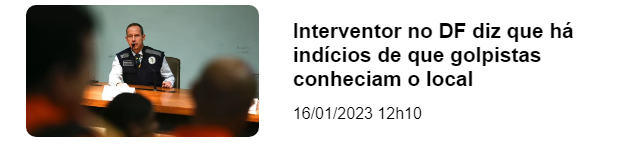 Interventor no DF diz que há
indícios de que golpistas
conheciam o local
16/01/2023 12h10